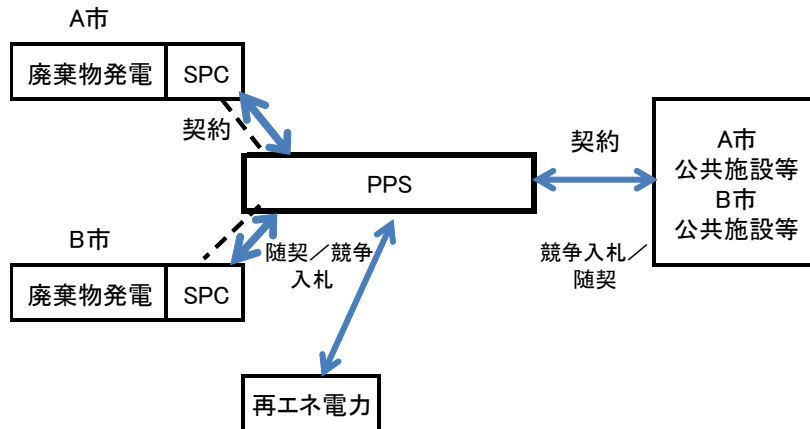 A市
廃棄物発電
SPC
契約
PPS
契約
A市
公共施設等
B市
公共施設等
B市
随契／競争
入札
競争入札／
随契
廃棄物発電
SPC
再エネ電力